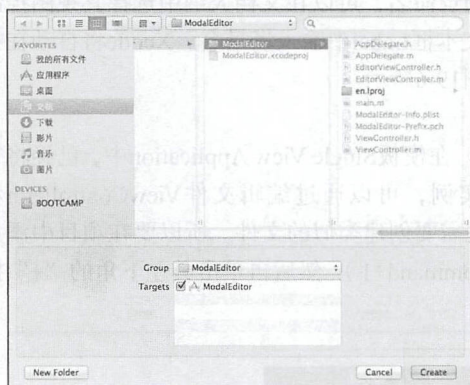 ModalEditor
FAVORITES
我的所有文件
应用程序
桌面
文稿
下载
影片
音乐
图片
DEVICES
BOOTCAMP
ModalEditor
ModalEditor.xcodeproj
AppDelegate.h
AppDelegate.m
EditorViewController.h
EditorViewController.m
en.lproj
main.m
ModalEditor-Info.plist
ModalEditor-Prefix.pch
ViewController.h
ViewController.m
Group ModalEditor
Targets ModalEditor
New Folder
Cancel
Create